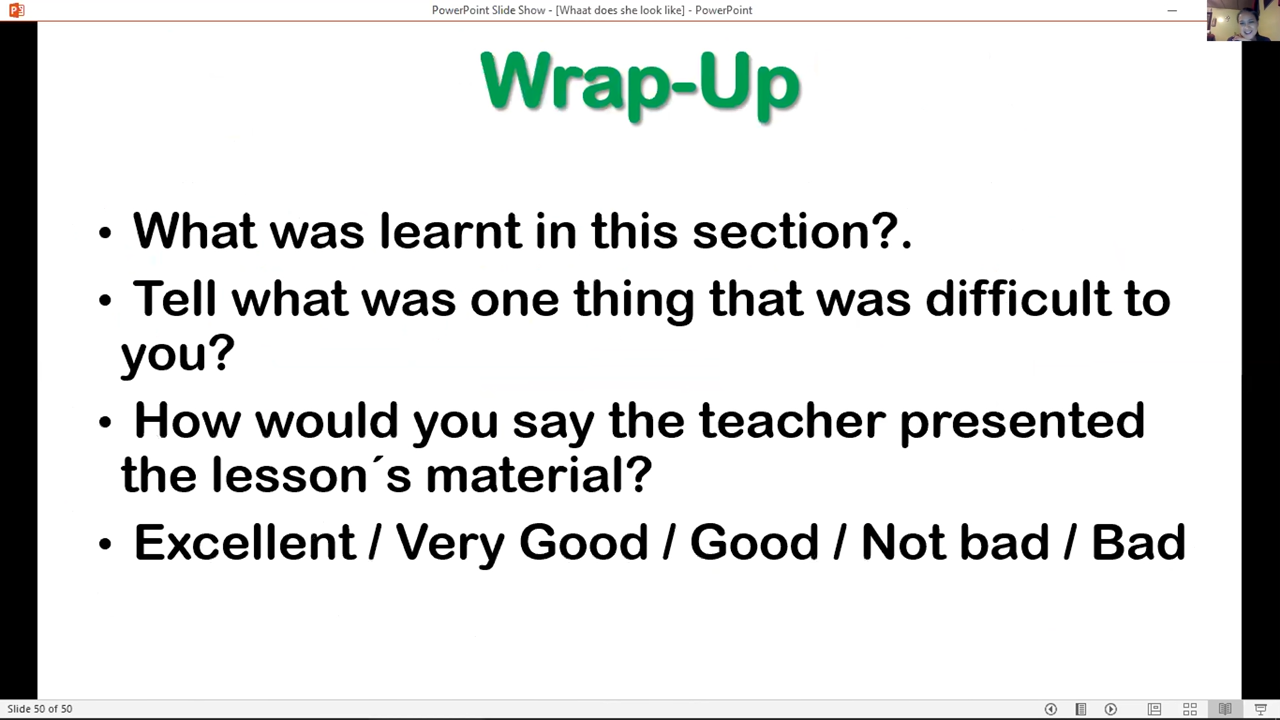 PowerPoint Slide Show - [Whaat does she look like] - PowerPoint
Wrap-Up
• What was learnt in this section?.
• Tell what was one thing that was difficult to
you?
• How would you say the teacher presented
the lesson´s material?
• Excellent / Very Good / Good / Not bad / Bad
Slide 50 of 50